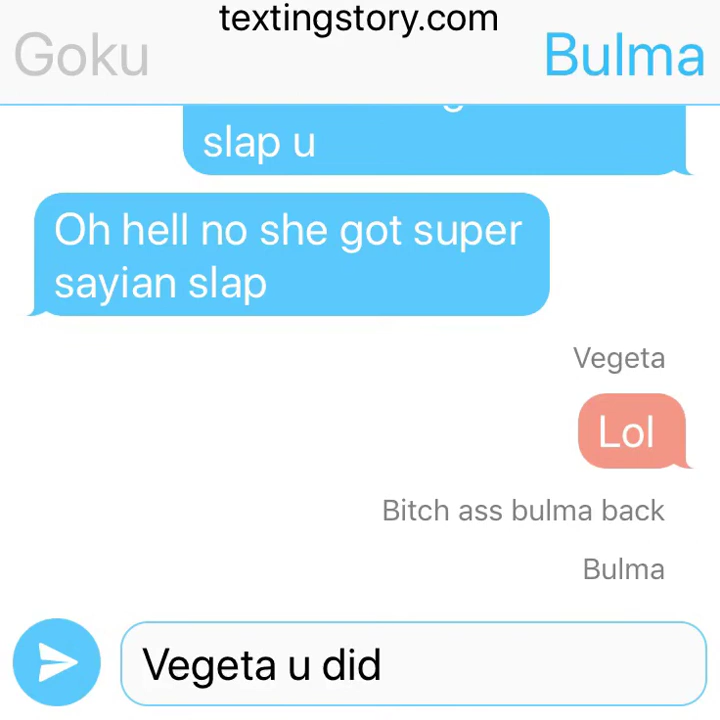 textingstory.com
Goku
Bulma
slap u
Oh hell no she got super
sayian slap
Vegeta
Lol
Bitch ass bulma back
Bulma
Vegeta u did